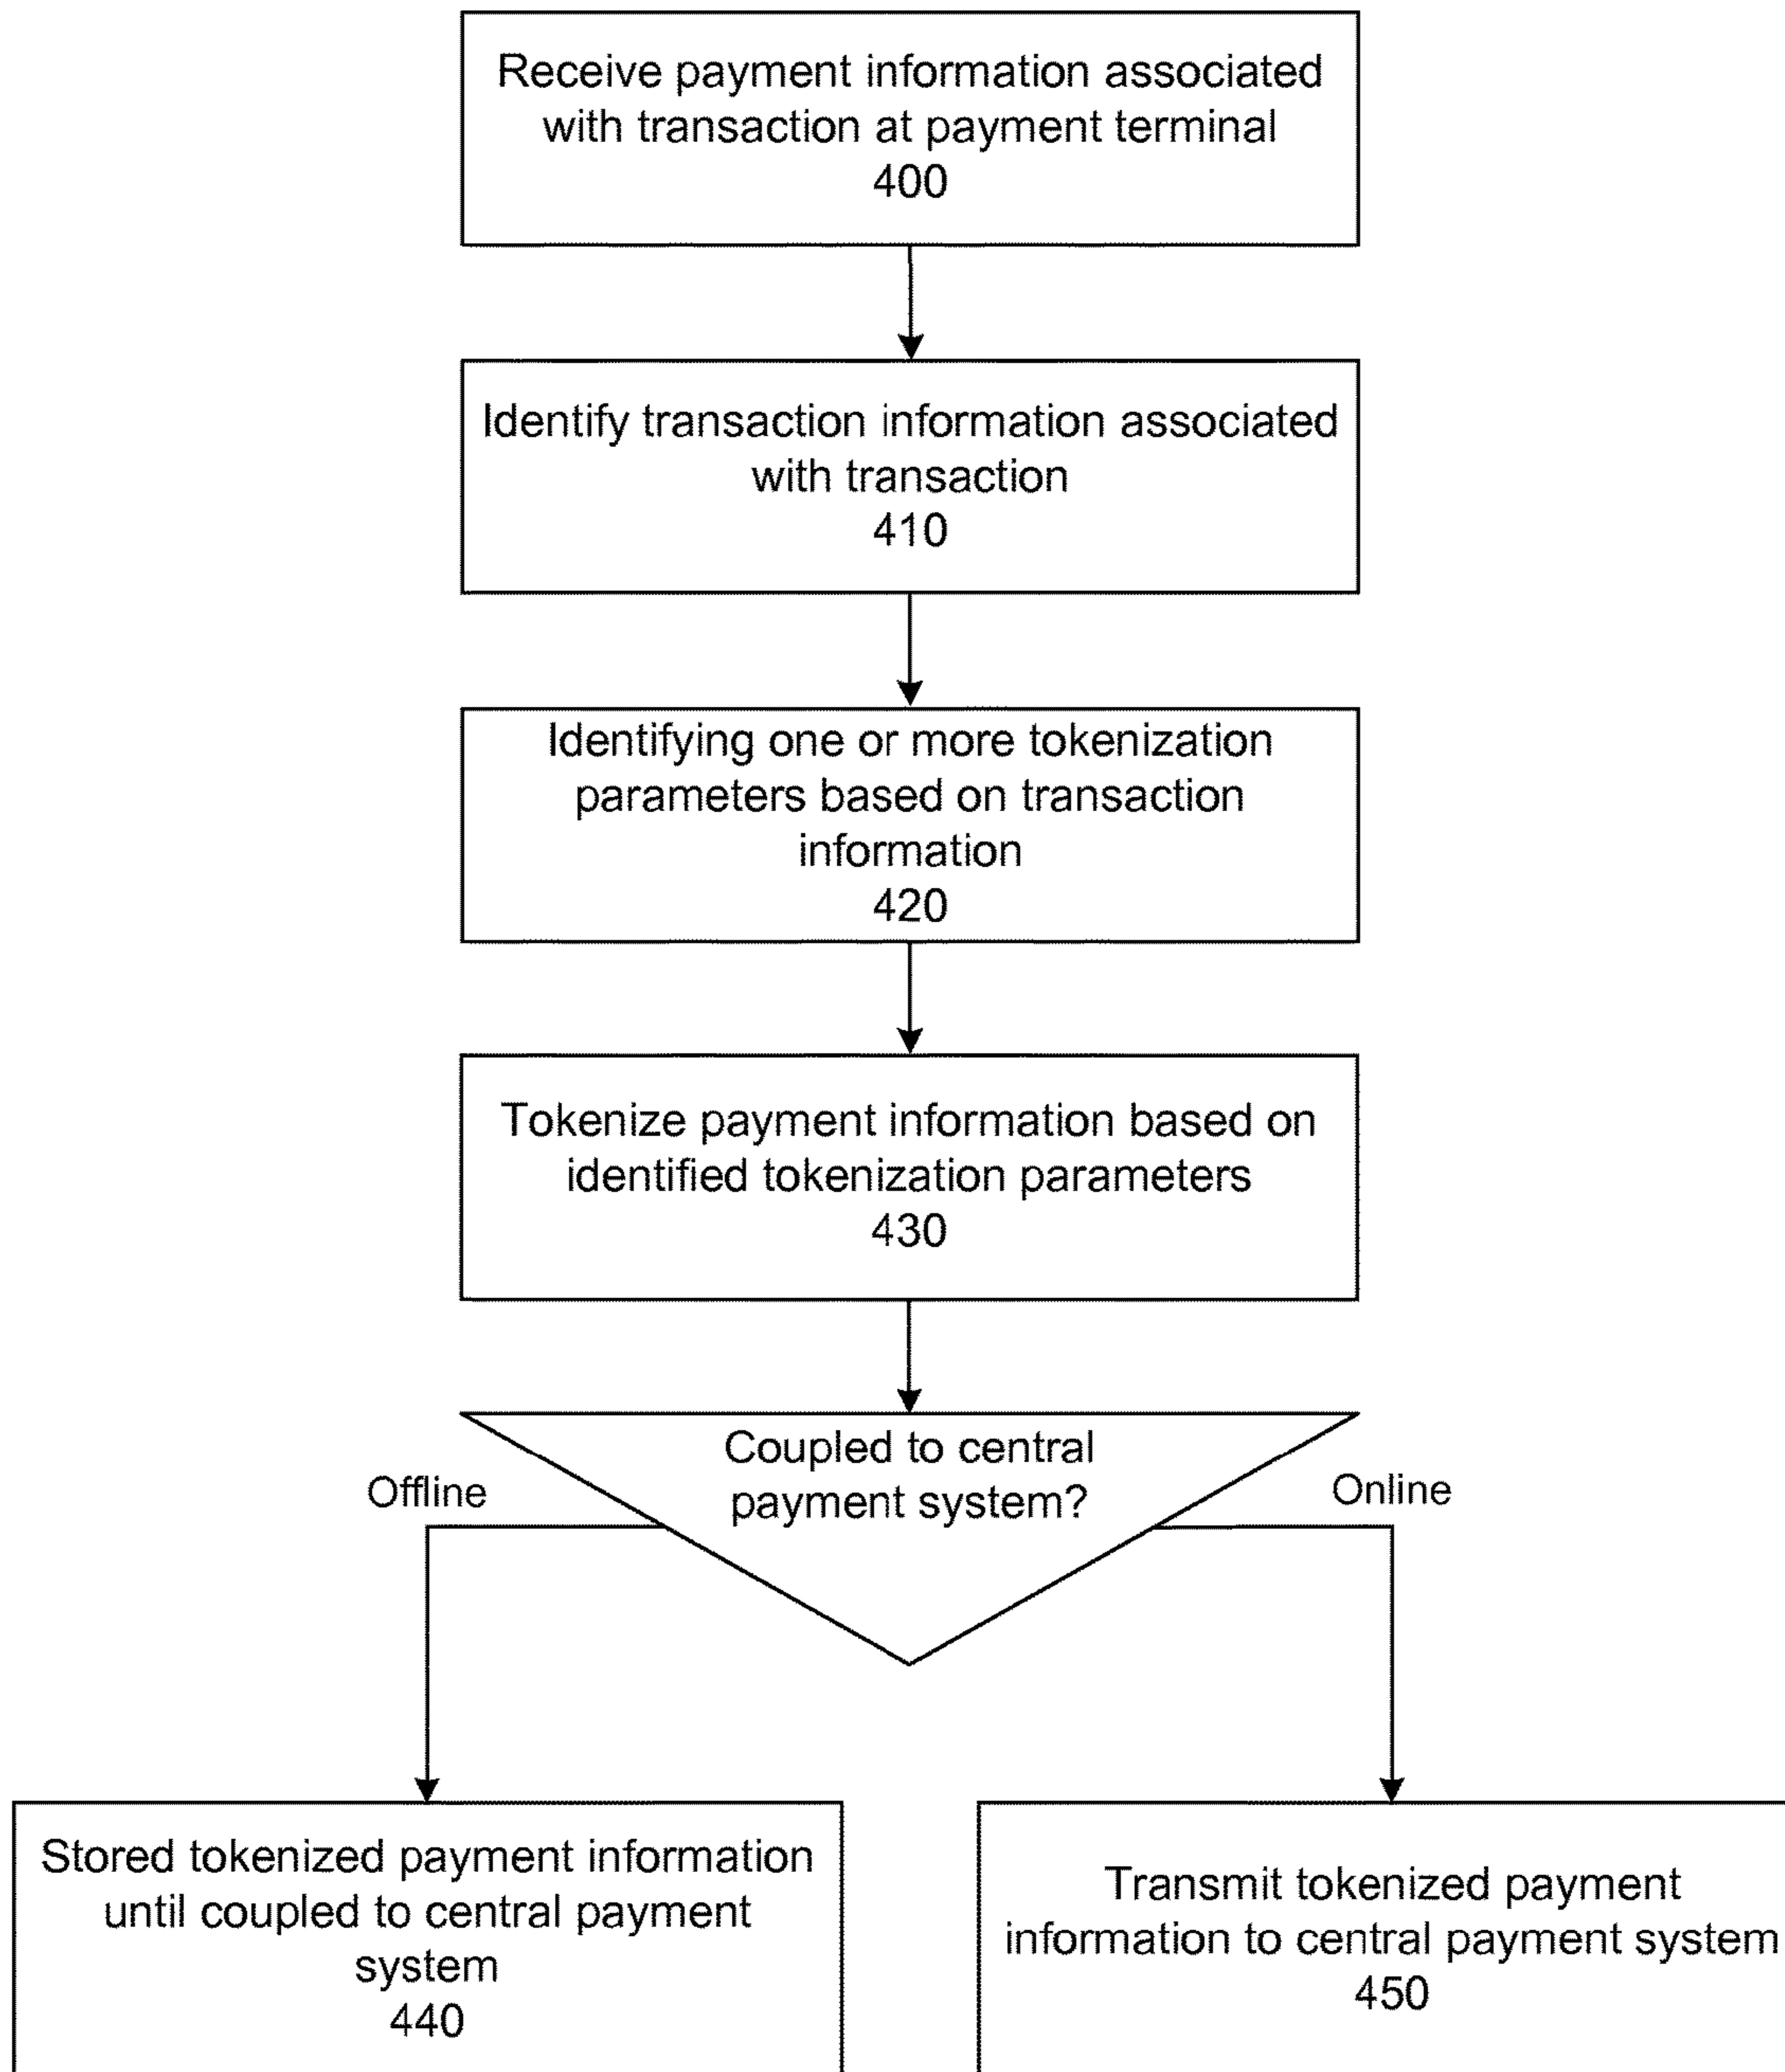 Receive payment information associated
with transaction at payment terminal
400
Identify transaction information associated
with transaction
410
Identifying one or more tokenization
parameters based on transaction
information
420
Tokenize payment information based on
identified tokenization parameters
430
Coupled to central
payment system?
Offline
Online
Stored tokenized payment information
until coupled to central payment
system
440
Transmit tokenized payment
information to central payment system
450